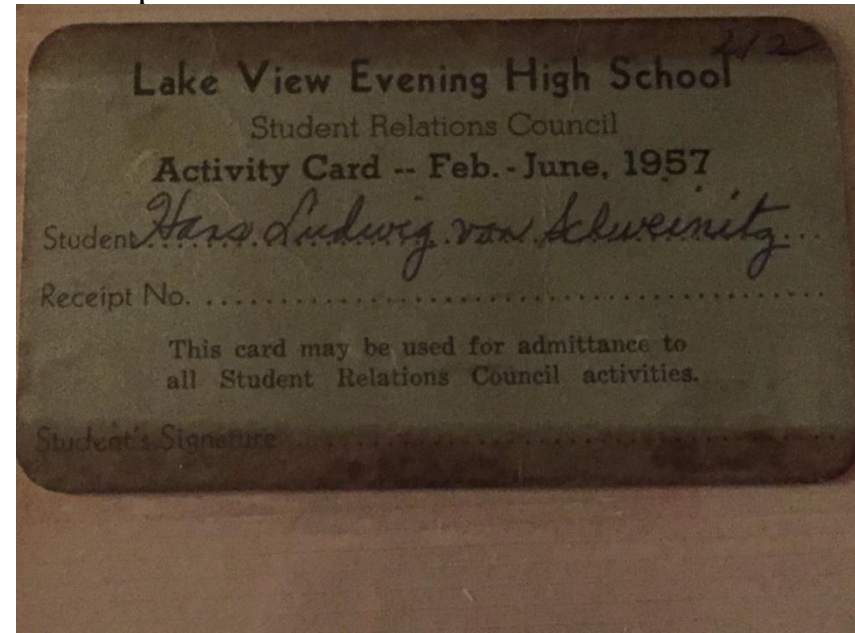 212
Lake View Evening High School
Student Relations Council
Activity Card -- Feb. - June, 1957
Student Hans Ludwig von Schweinitz
Receipt No.
This card may be used for admittance to
all Student Relations Council activities.
Student's Signature